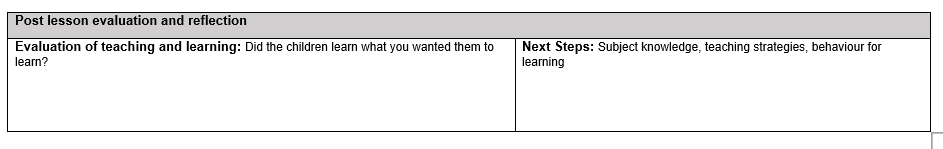 Post lesson evaluation and reflection
Evaluation of teaching and learning: Did the children learn what you wanted them to
learn?
Next Steps: Subject knowledge, teaching strategies, behaviour for
learning